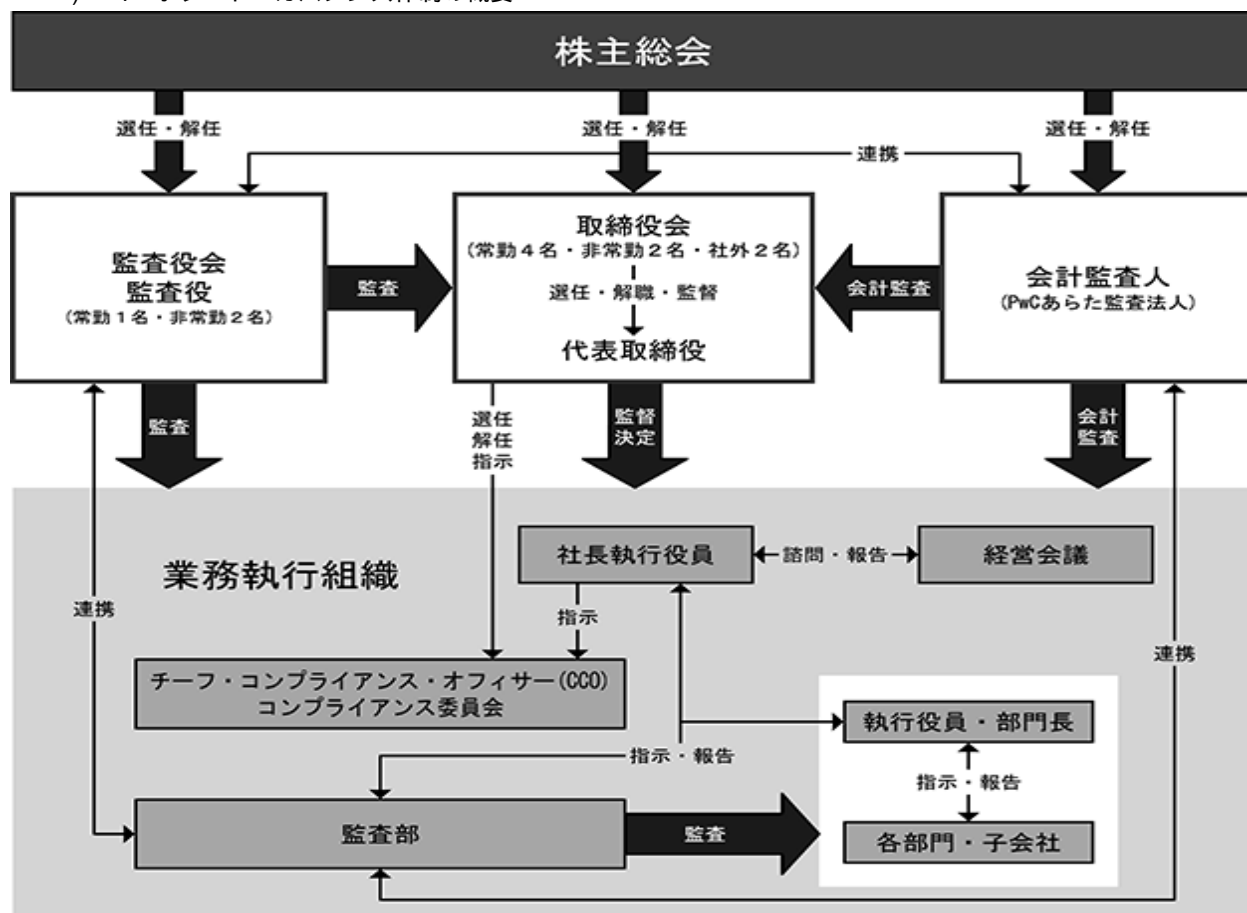 株主総会
選任・解任
選任・解任
選任・解任
連携
監査役会
監査役
(常勤1名・非常勤2名)
監査
取締役会
(常勤4名・非常勤2名・社外2名)
選任・解職・監督
代表取締役
会計監査
会計監査人
(PwCあらた監査法人)
監査
選任
解任
指示
監督
決定
会計
監査
業務執行組織
社長執行役員
諮問・報告
経営会議
連携
指示
連携
チーフ・コンプライアンス・オフィサー(CCO)
コンプライアンス委員会
執行役員・部門長
指示・報告
指示・報告
監査部
監査
各部門・子会社